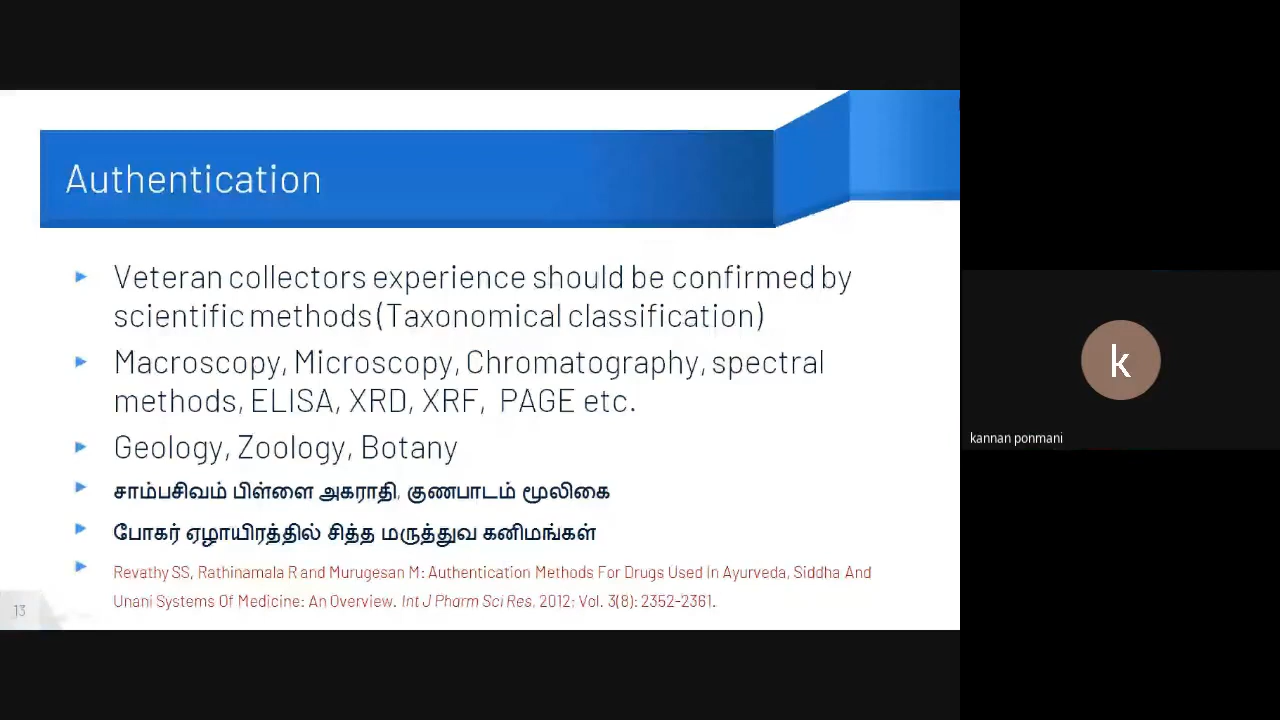 Authentication
Veteran collectors experience should be confirmed by
scientific methods (Taxonomical classification)
Macroscopy, Microscopy, Chromatography, spectral
methods, ELISA, XRD, XRF, PAGE etc.
Geology, Zoology, Botany
சாம்பசிவம் பிள்ளை அகராதி, குணபாடம் மூலிகை
போகர் ஏழாயிரத்தில் சித்த மருத்துவ கனிமங்கள்
Revathy SS, Rathinamala R and Murugesan M: Authentication Methods For Drugs Used In Ayurveda, Siddha And
Unani Systems Of Medicine: An Overview. Int J Pharm Sci Res, 2012; Vol. 3(8): 2352-2361.
13
k
kannan ponmani